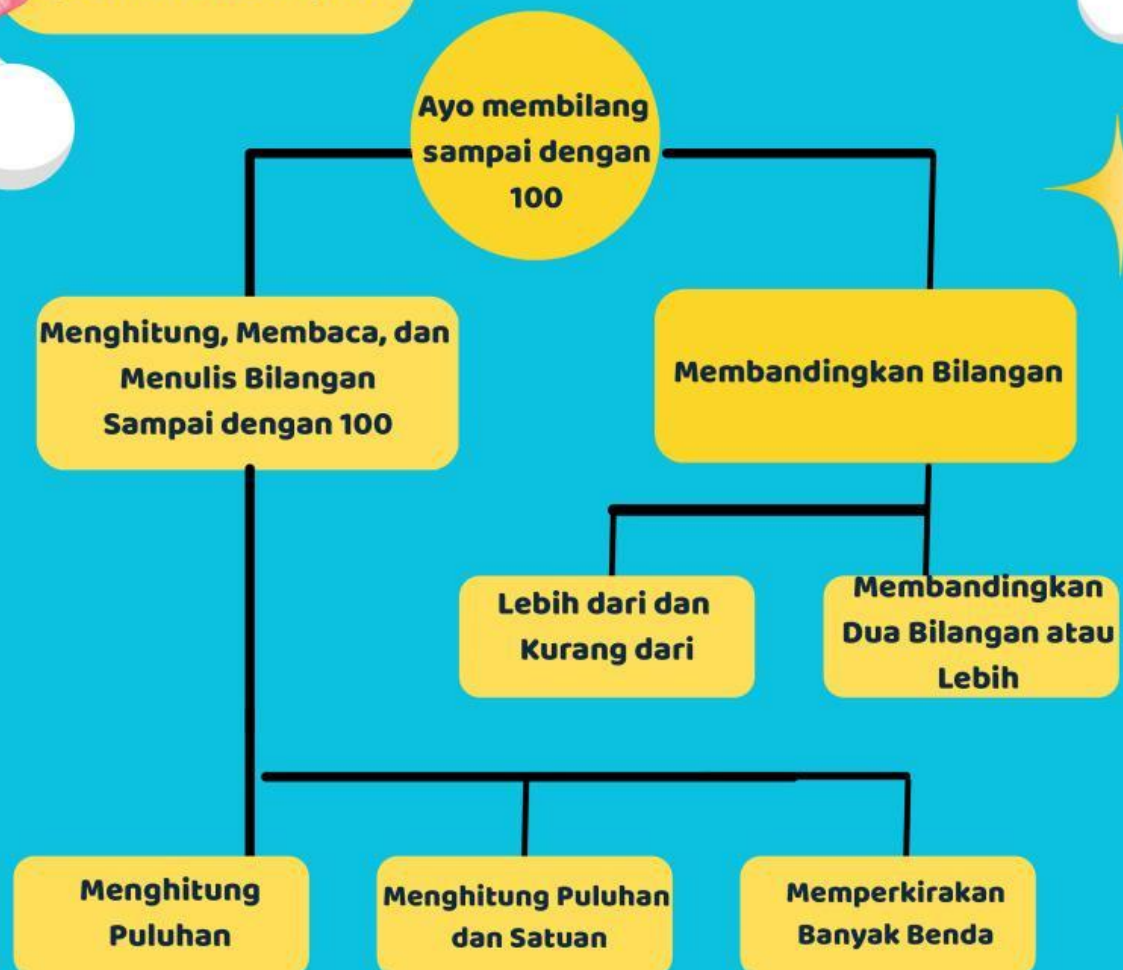 Ayo membilang
sampai dengan
100
Menghitung, Membaca, dan
Menulis Bilangan
Sampai dengan 100
Membandingkan Bilangan
Lebih dari dan
Kurang dari
Membandingkan
Dua Bilangan atau
Lebih
Menghitung
Puluhan
Menghitung Puluhan
dan Satuan
Memperkirakan
Banyak Benda